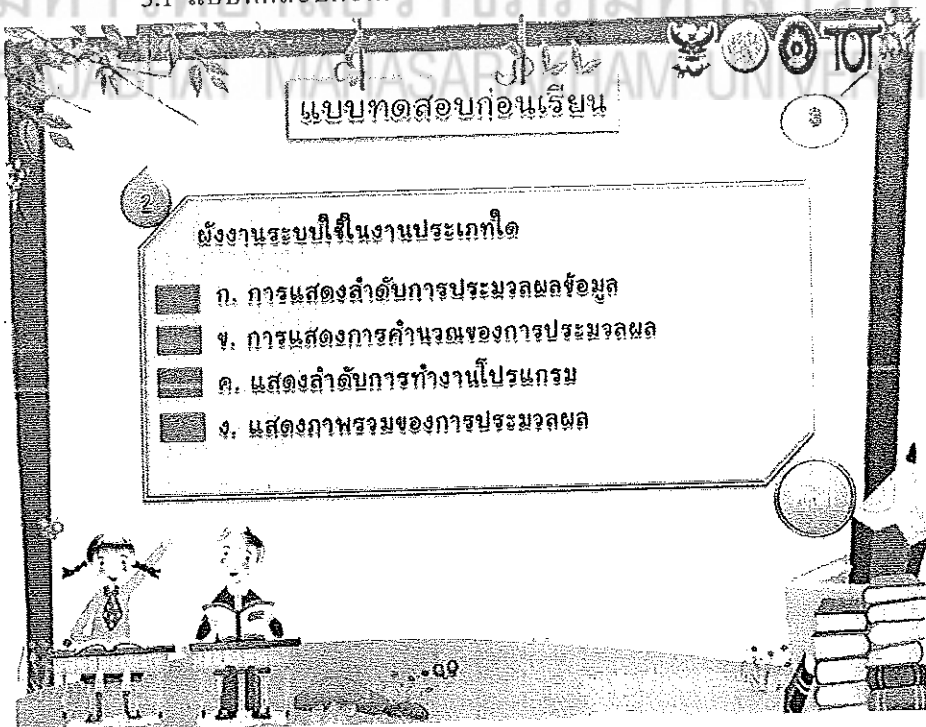 แบบทดสอบก่อนเรียน
2
ผังงานระบบใช้ในงานประเภทใด
ก. การแสดงลำดับการประมวลผลข้อมูล
ข. การแสดงการคำนวณของการประมวลผล
ค. แสดงลำดับการทำงานโปรแกรม
ง. แสดงภาพรวมของการประมวลผล
TOT